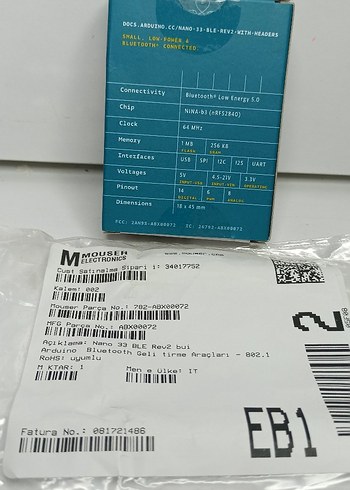 DOCS.ARDUINO.CC/NANO-33-BLE-REV2-WITH-HEADERS
SMALL, LOW-POWER &
BLUETOOTH® CONNECTED.
Connectivity Bluetooth® Low Energy 5.0
Chip NINA-B3 (nRF52840)
Clock 64 MHz
Memory 1 MB 256 KB
FLASH SRAM
Interfaces USB SPI I2C I2S UART
Voltages 5V 4.5-21V 3.3V
INPUT-USB INPUT-VIN OPERATING
Pinout 14 6 8
DIGITAL PWM ANALOG
Dimensions 18 x 45 mm
MOUSER
ELECTRONICS
Cust Satinalma Sipari i: 34017752
Kalem: 002
Mouser Parça No.: 782-ABX00072
MFG Parça No.: ABX00072
Açiklama: Nano 33 BLE Rev2 bui
Arduino Bluetooth Geli tirme Araçları - 802.1
RoHS: uyumlu
M KTAR: 1 Men e Ulke: IT
2
EB1
Fatura No.: 081721486